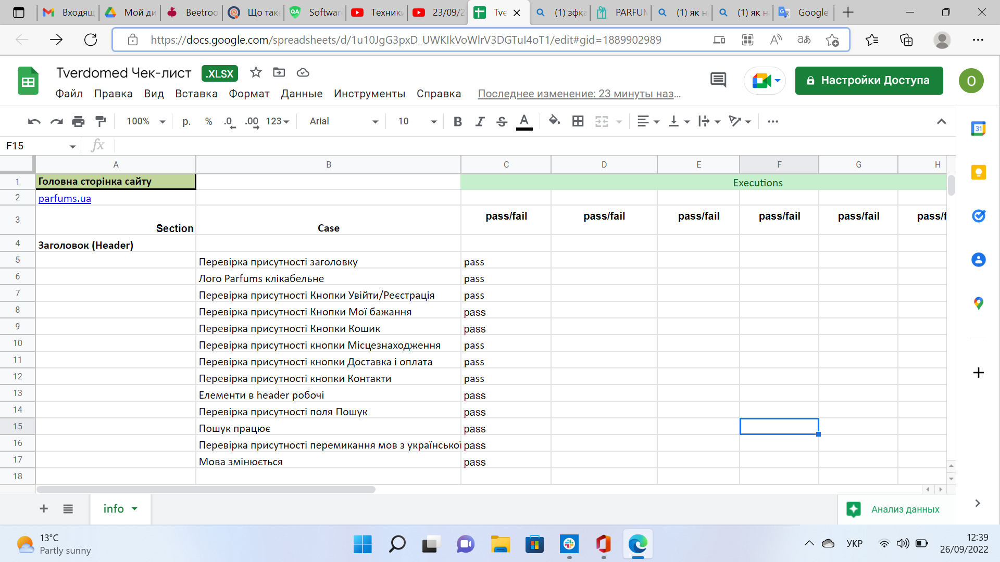 Входящ
Мой ди
Beetroo
Що так
Softwar
Техники
23/09/2
Tve
(1) зфка
PARFUM
(1) як н
(1) як н
Google
https://docs.google.com/spreadsheets/d/1u10JgG3pxD_UWKIkVoWlrV3DGTuI4oT1/edit#gid=1889902989
Tverdomed Чек-лист .XLSX
Файл Правка Вид Вставка Формат Данные Инструменты Справка Последнее изменение: 23 минуты наз…
Настройки Доступа
O
100% р. % .0 .00 123 Arial 10
F15 fx
A B C D E F G H
1 Головна сторінка сайту Executions
2 parfums.ua
3 Section Case pass/fail pass/fail pass/fail pass/fail pass/fail pass/f
4 Заголовок (Header)
5 Перевірка присутності заголовку pass
6 Лого Parfums клікабельне pass
7 Перевірка присутності Кнопки Увійти/Реєстрація pass
8 Перевірка присутності Кнопки Мої бажання pass
9 Перевірка присутності Кнопки Кошик pass
10 Перевірка присутності кнопки Місцезнаходження pass
11 Перевірка присутності кнопки Доставка і оплата pass
12 Перевірка присутності кнопки Контакти pass
13 Елементи в header робочі pass
14 Перевірка присутності поля Пошук pass
15 Пошук працює pass
16 Перевірка присутності перемикання мов з української pass
17 Мова змінюється pass
18
info
Анализ данных
13°C
Partly sunny
УКР
12:39
26/09/2022